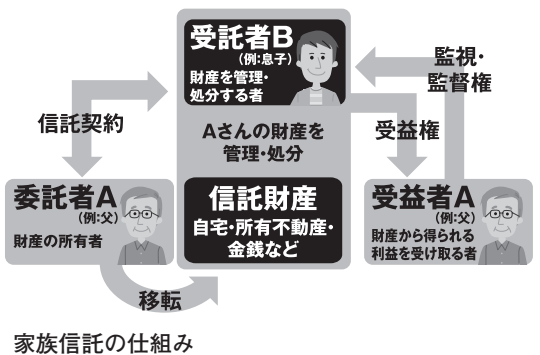 受託者B
(例:息子)
財産を管理・
処分する者
監視・
監督権
信託契約
Aさんの財産を
管理・処分
受益権
委託者A
(例:父)
財産の所有者
信託財産
自宅・所有不動産・
金銭など
受益者A
(例:父)
財産から得られる
利益を受け取る者
移転
家族信託の仕組み